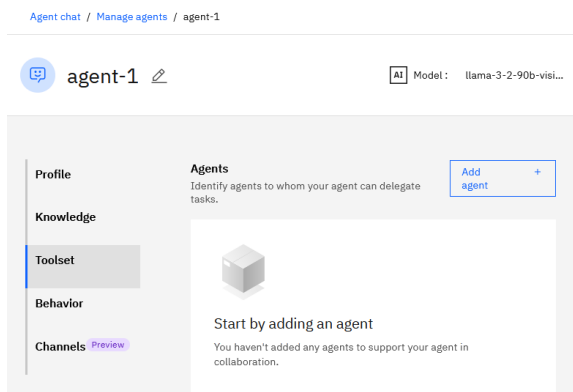 Agent chat / Manage agents / agent-1
agent-1
AI Model : llama-3-2-90b-visi...
Profile
Knowledge
Toolset
Behavior
Channels Preview
Agents
Identify agents to whom your agent can delegate
tasks.
Add +
agent
Start by adding an agent
You haven't added any agents to support your agent in
collaboration.